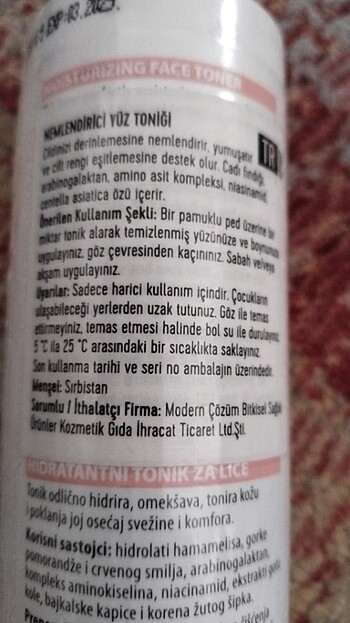 EXP:03.2025.
MOISTURIZING FACE TONER
NEMLENDİRİCİ YÜZ TONİĞİ
Cildinizi derinlemesine nemlendirir, yumuşatır
TR
ve cilt rengi eşitlemesine destek olur. Cadı fındığı,
arabinogalaktan, amino asit kompleksi, niasinamid,
centella asiatica özü içerir.
Önerilen Kullanım Şekli: Bir pamuklu ped üzerine bir
miktar tonik alarak temizlenmiş yüzünüze ve boynunuza
uygulayınız, göz çevresinden kaçınınız. Sabah ve/veya
akşam uygulayınız.
Uyarılar: Sadece harici kullanım içindir. Çocukların
ulaşabileceği yerlerden uzak tutunuz. Göz ile temas
ettirmeyiniz, temas etmesi halinde bol su ile durulayınız.
5 °C ila 25 °C arasındaki bir sıcaklıkta saklayınız.
Son kullanma tarihi ve seri no ambalajın üzerindedir.
Menşei: Sırbistan
Sorumlu / İthalatçı Firma: Modern Çözüm Bitkisel Sağlık
Ürünler Kozmetik Gıda İhracat Ticaret Ltd.Şti.
HIDRATANTNI TONIK ZA LICE
Tonik odlično hidrira, omekšava, tonira kožu
i poklanja joj osećaj svežine i komfora.
Korisni sastojci: hidrolati hamamelisa, gorke
pomorandže i crvenog smilja, arabinogalaktan,
kompleks aminokiselina, niacinamid, ekstrakti gotu
kole, bajkalske kapice i korena žutog šipka.